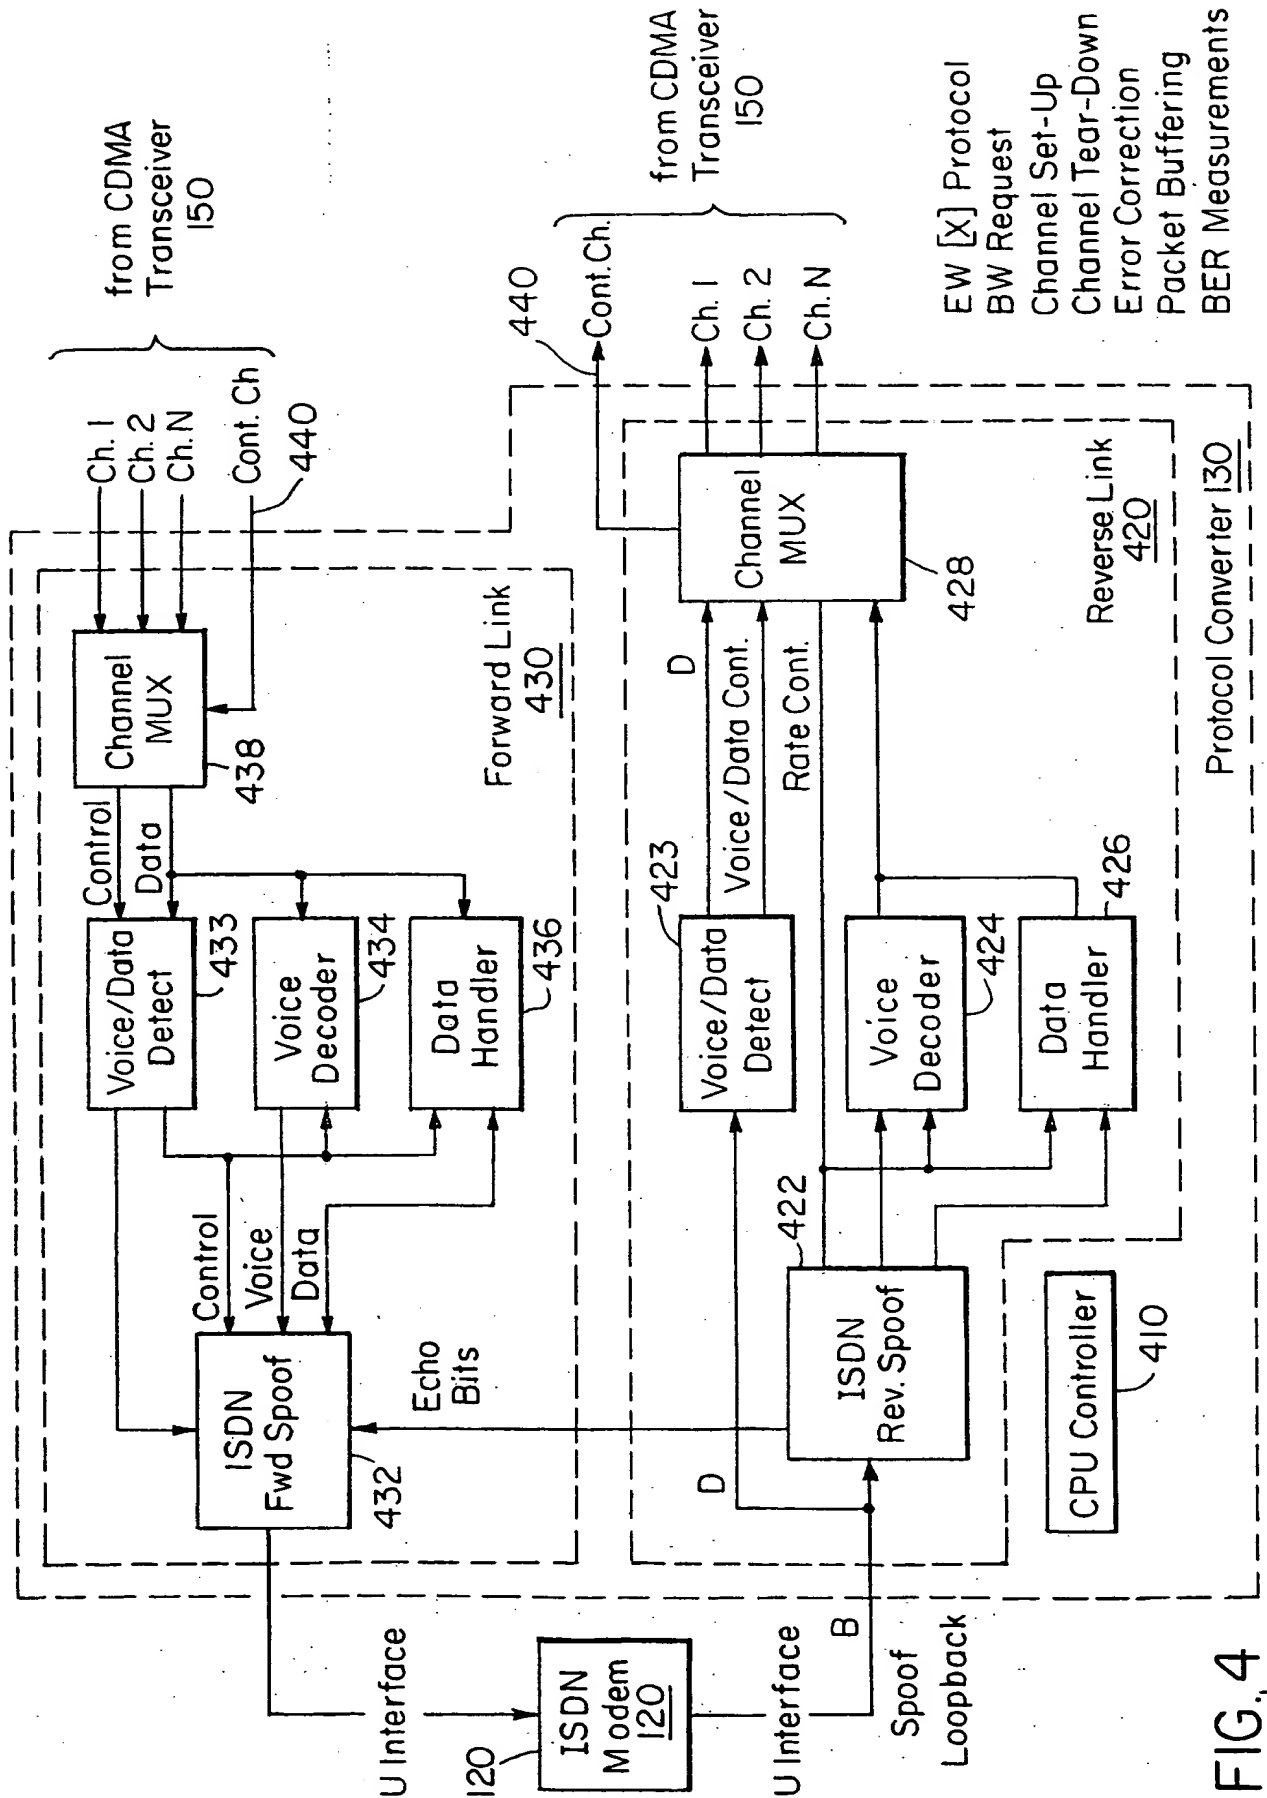 from CDMA
Transceiver
150
Ch. 1
Ch. 2
Ch. N
Cont. Ch
440
Channel
MUX
438
Control
Data
Voice/Data
Detect
433
Voice
Decoder
434
Data
Handler
436
Control
Voice
Data
ISDN
Fwd Spoof
432
Echo
Bits
Forward Link
430
U Interface
120
ISDN
Modem
120
U Interface
B
Spoof
Loopback
D
ISDN
Rev. Spoof
422
Voice/Data
Detect
423
Voice
Decoder
424
Data
Handler
426
D
Voice/Data Cont.
Rate Cont.
Channel
MUX
428
440
Cont. Ch.
Ch. 1
Ch. 2
Ch. N
from CDMA
Transceiver
150
Reverse Link
420
CPU Controller
410
Protocol Converter 130
EW [X] Protocol
BW Request
Channel Set-Up
Channel Tear-Down
Error Correction
Packet Buffering
BER Measurements
FIG. 4